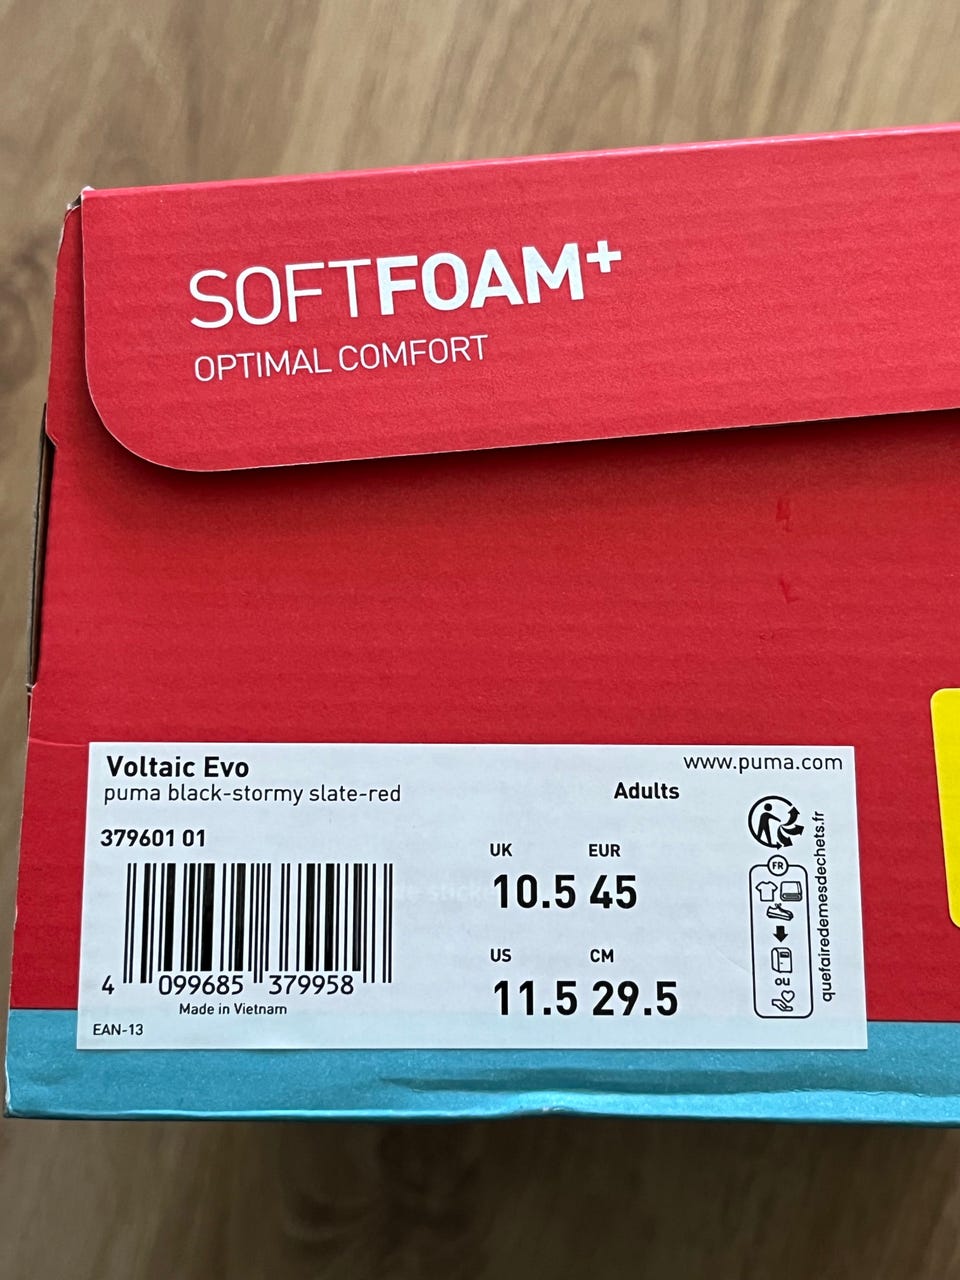 SOFTFOAM+
OPTIMAL COMFORT
Voltaic Evo
www.puma.com
puma black-stormy slate-red
Adults
379601 01
UK EUR
10.5 45
US CM
11.5 29.5
4 099685 379958
Made in Vietnam
EAN-13
FR
OU
quefairedemesdechets.fr